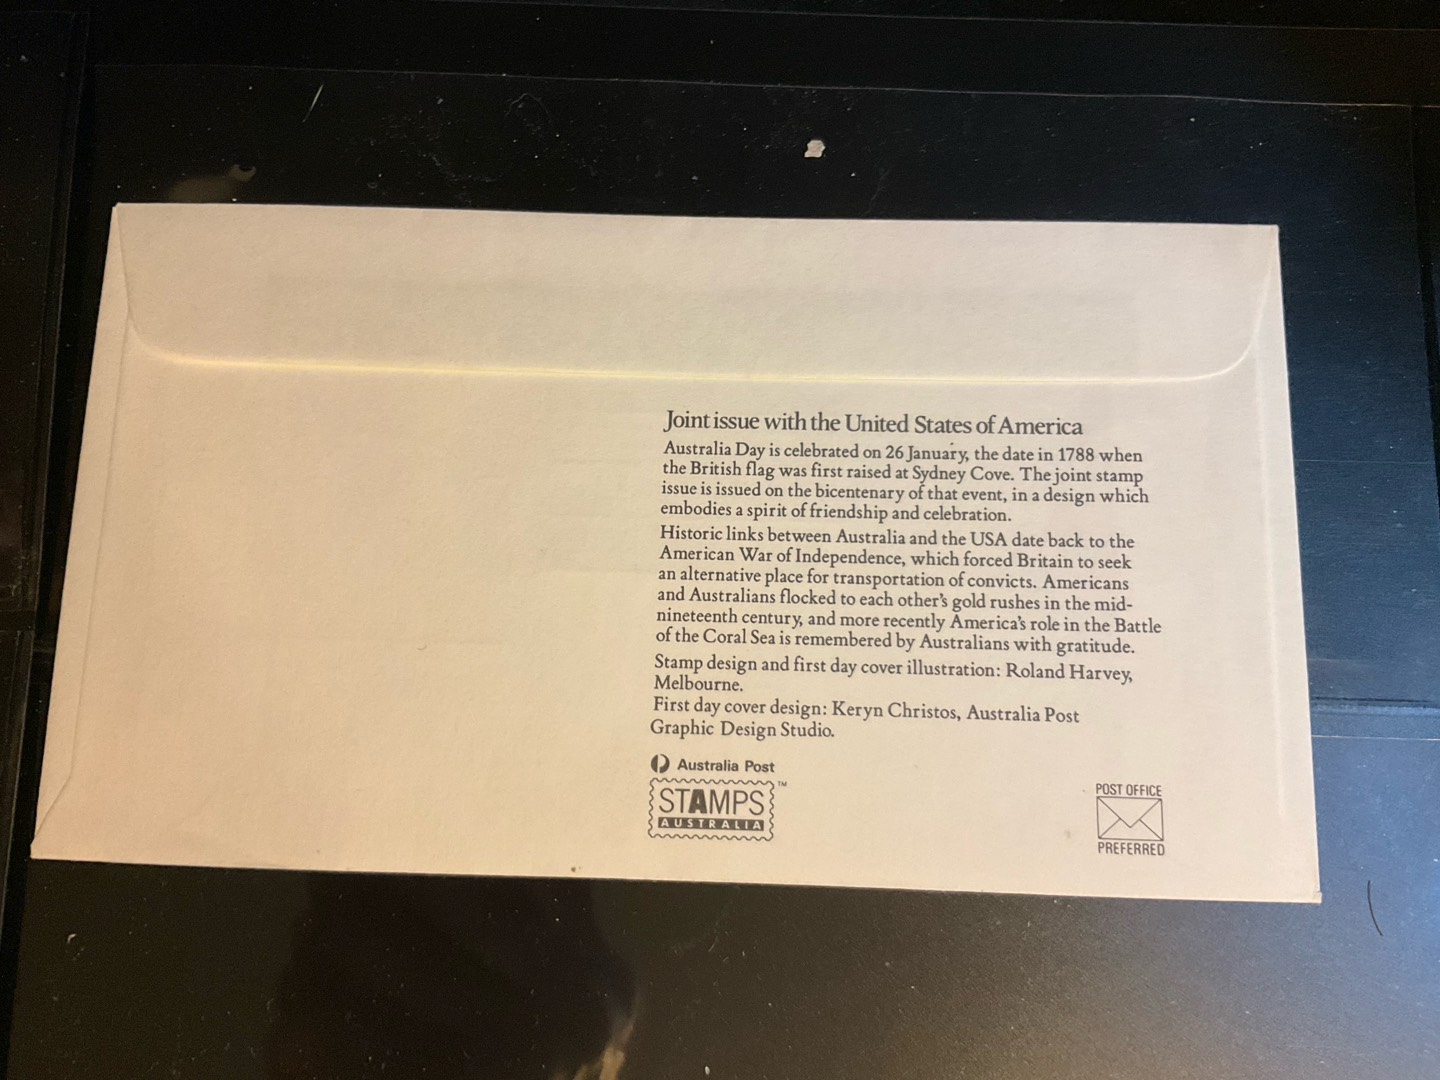 Joint issue with the United States of America
Australia Day is celebrated on 26 January, the date in 1788 when
the British flag was first raised at Sydney Cove. The joint stamp
issue is issued on the bicentenary of that event, in a design which
embodies a spirit of friendship and celebration.
Historic links between Australia and the USA date back to the
American War of Independence, which forced Britain to seek
an alternative place for transportation of convicts. Americans
and Australians flocked to each other's gold rushes in the mid-
nineteenth century, and more recently America's role in the Battle
of the Coral Sea is remembered by Australians with gratitude.
Stamp design and first day cover illustration: Roland Harvey,
Melbourne.
First day cover design: Keryn Christos, Australia Post
Graphic Design Studio.
Australia Post
STAMPS™
AUSTRALIA
POST OFFICE
PREFERRED